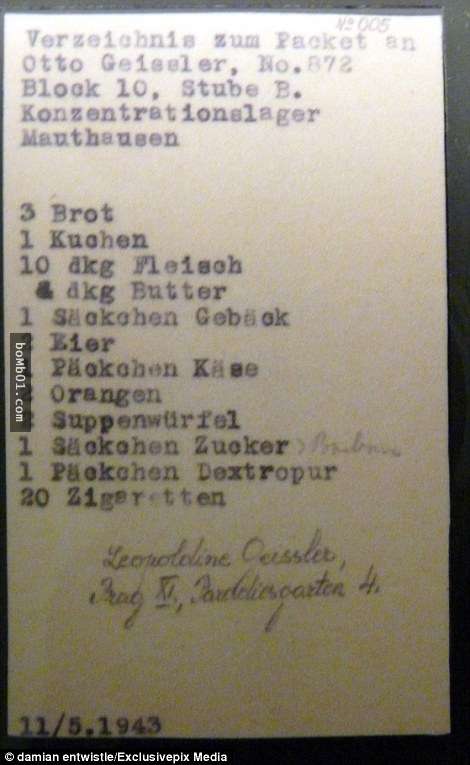 No 005
Verzeichnis zum Packet an
Otto Geissler, No.872
Block 10, Stube B.
Konzentrationslager
Mauthausen
3 Brot
1 Kuchen
10 dkg Fleisch
dkg Butter
1 Säckchen Gebäck
Eier
Päckchen Käse
Orangen
Suppenwürfel
1 Säckchen Zucker
1 Päckchen Dextropur
20 Zigaretten
Leopoldine Geissler,
Prag XI, 4.
11/5.1943
boMb01.com
© damian entwistle/Exclusivepix Media